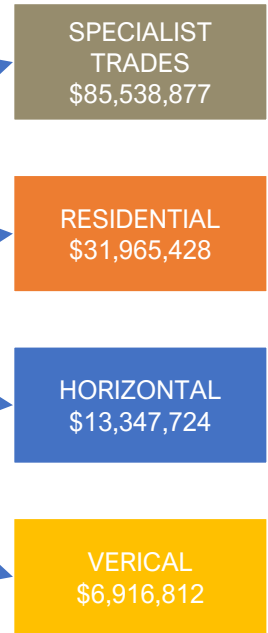 SPECIALIST
TRADES
$85,538,877
RESIDENTIAL
$31,965,428
HORIZONTAL
$13,347,724
VERICAL
$6,916,812